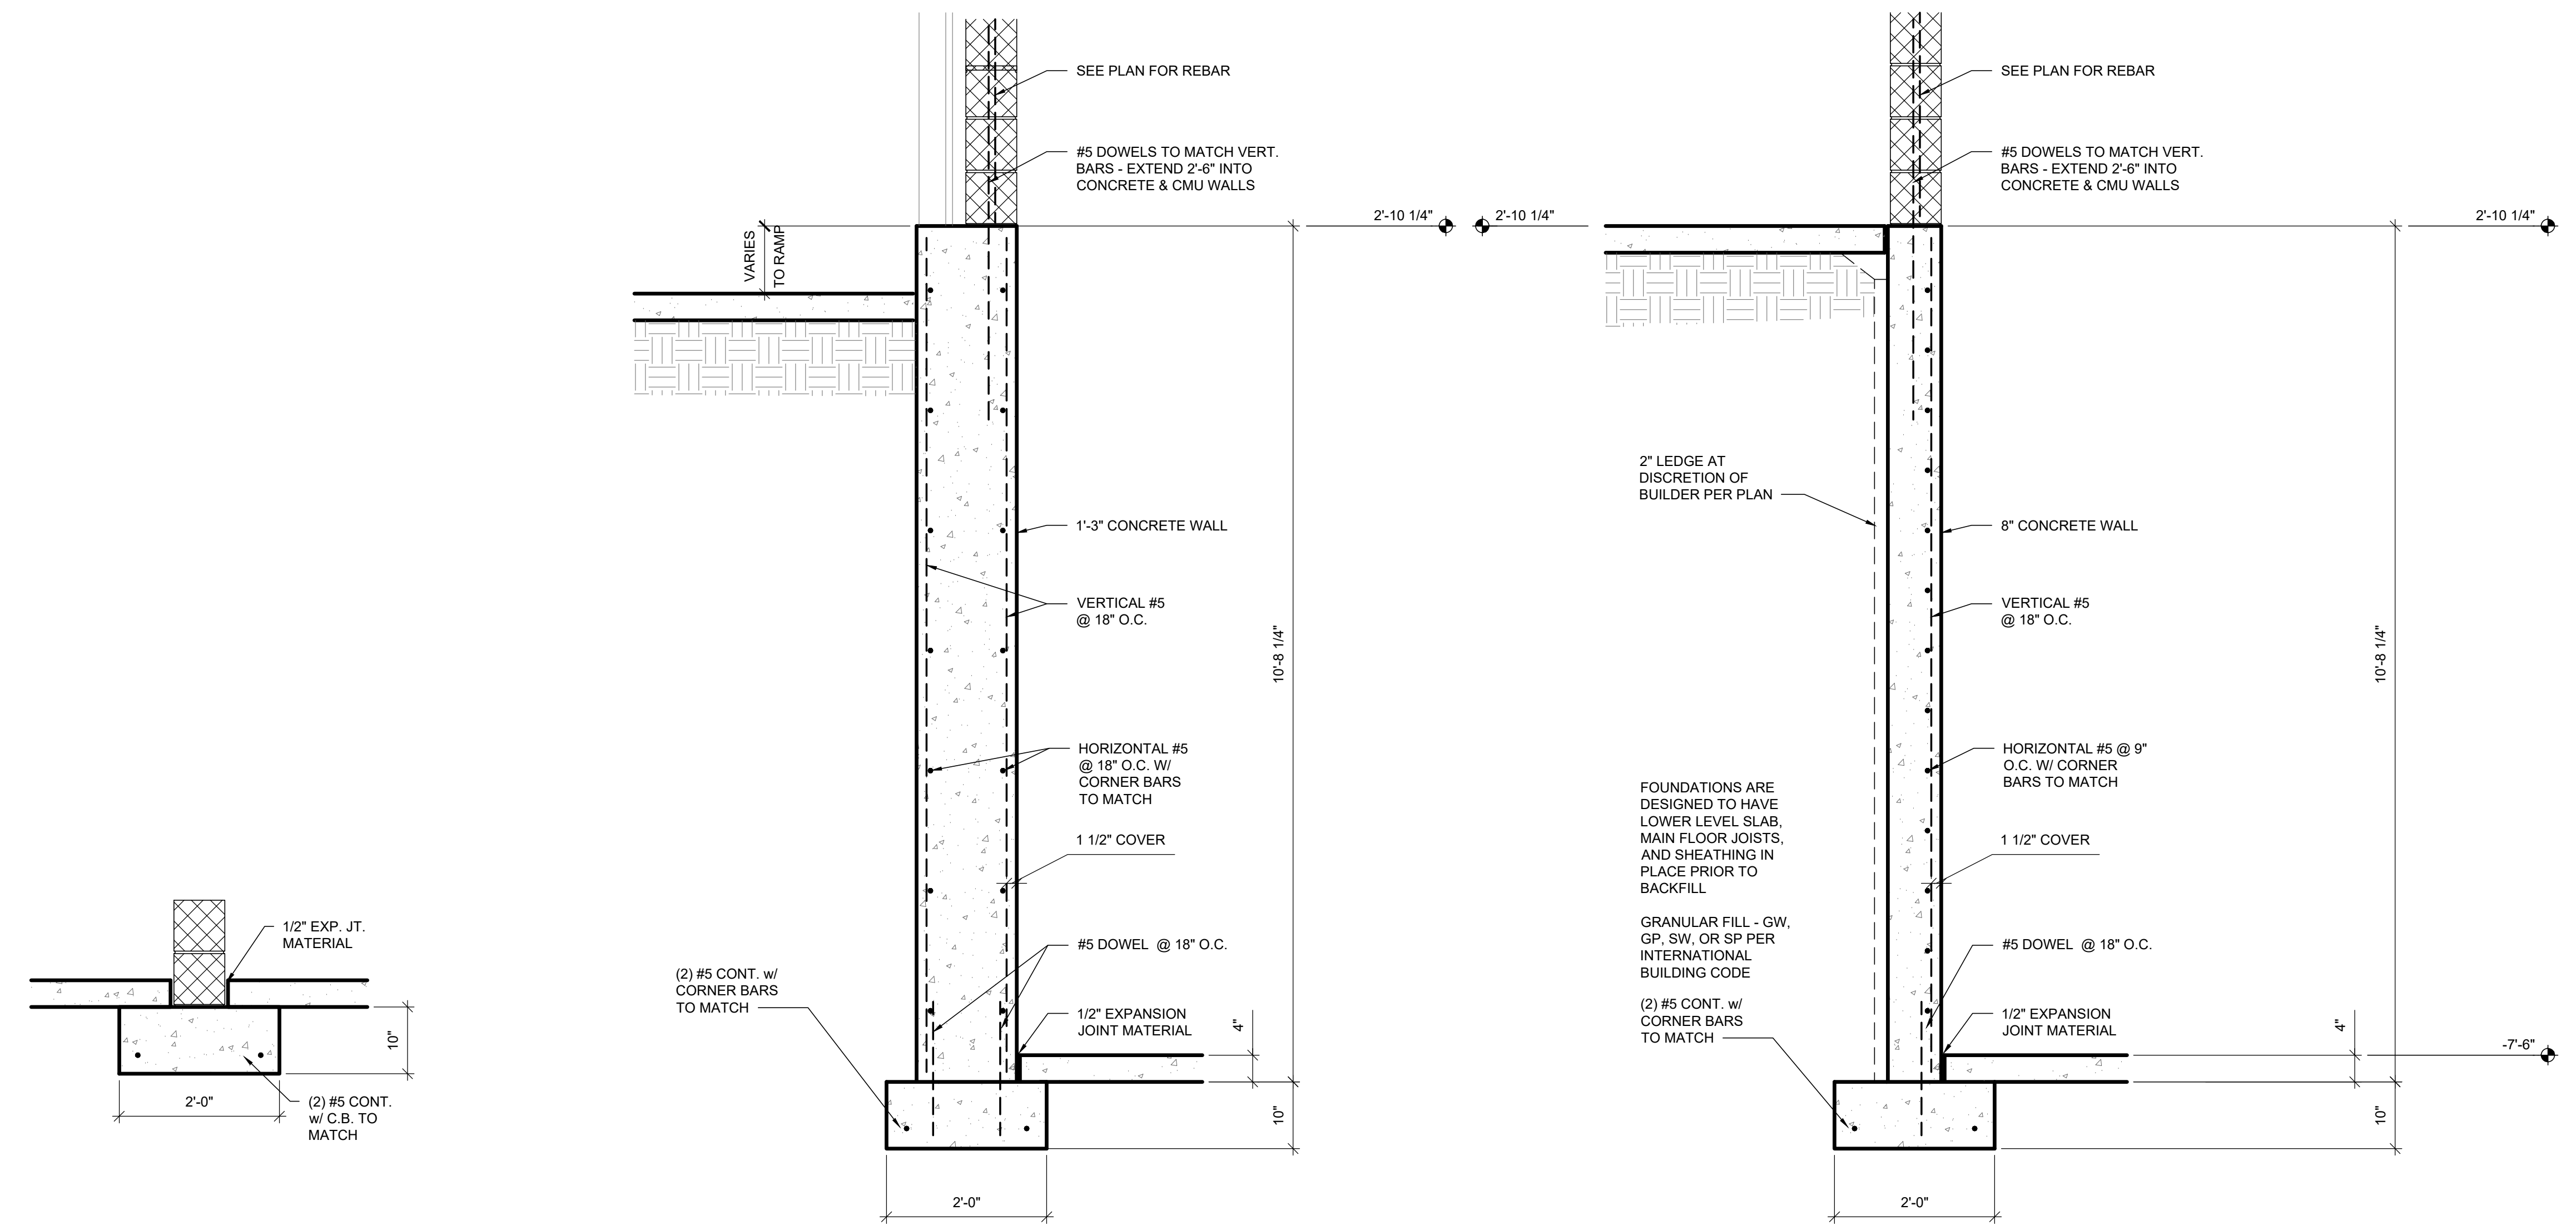 1/2" EXP. JT.
MATERIAL
10"
2'-0"
(2) #5 CONT.
w/ C.B. TO
MATCH
SEE PLAN FOR REBAR
#5 DOWELS TO MATCH VERT.
BARS - EXTEND 2'-6" INTO
CONCRETE & CMU WALLS
2'-10 1/4"
VARIES
TO RAMP
1'-3" CONCRETE WALL
VERTICAL #5
@ 18" O.C.
10'-8 1/4"
HORIZONTAL #5
@ 18" O.C. W/
CORNER BARS
TO MATCH
1 1/2" COVER
#5 DOWEL @ 18" O.C.
(2) #5 CONT. w/
CORNER BARS
TO MATCH
1/2" EXPANSION
JOINT MATERIAL
4"
10"
2'-0"
SEE PLAN FOR REBAR
#5 DOWELS TO MATCH VERT.
BARS - EXTEND 2'-6" INTO
CONCRETE & CMU WALLS
2'-10 1/4"
2'-10 1/4"
2" LEDGE AT
DISCRETION OF
BUILDER PER PLAN
8" CONCRETE WALL
VERTICAL #5
@ 18" O.C.
10'-8 1/4"
HORIZONTAL #5 @ 9"
O.C. W/ CORNER
BARS TO MATCH
FOUNDATIONS ARE
DESIGNED TO HAVE
LOWER LEVEL SLAB,
MAIN FLOOR JOISTS,
AND SHEATHING IN
PLACE PRIOR TO
BACKFILL
1 1/2" COVER
GRANULAR FILL - GW,
GP, SW, OR SP PER
INTERNATIONAL
BUILDING CODE
#5 DOWEL @ 18" O.C.
(2) #5 CONT. w/
CORNER BARS
TO MATCH
1/2" EXPANSION
JOINT MATERIAL
4"
-7'-6"
10"
2'-0"